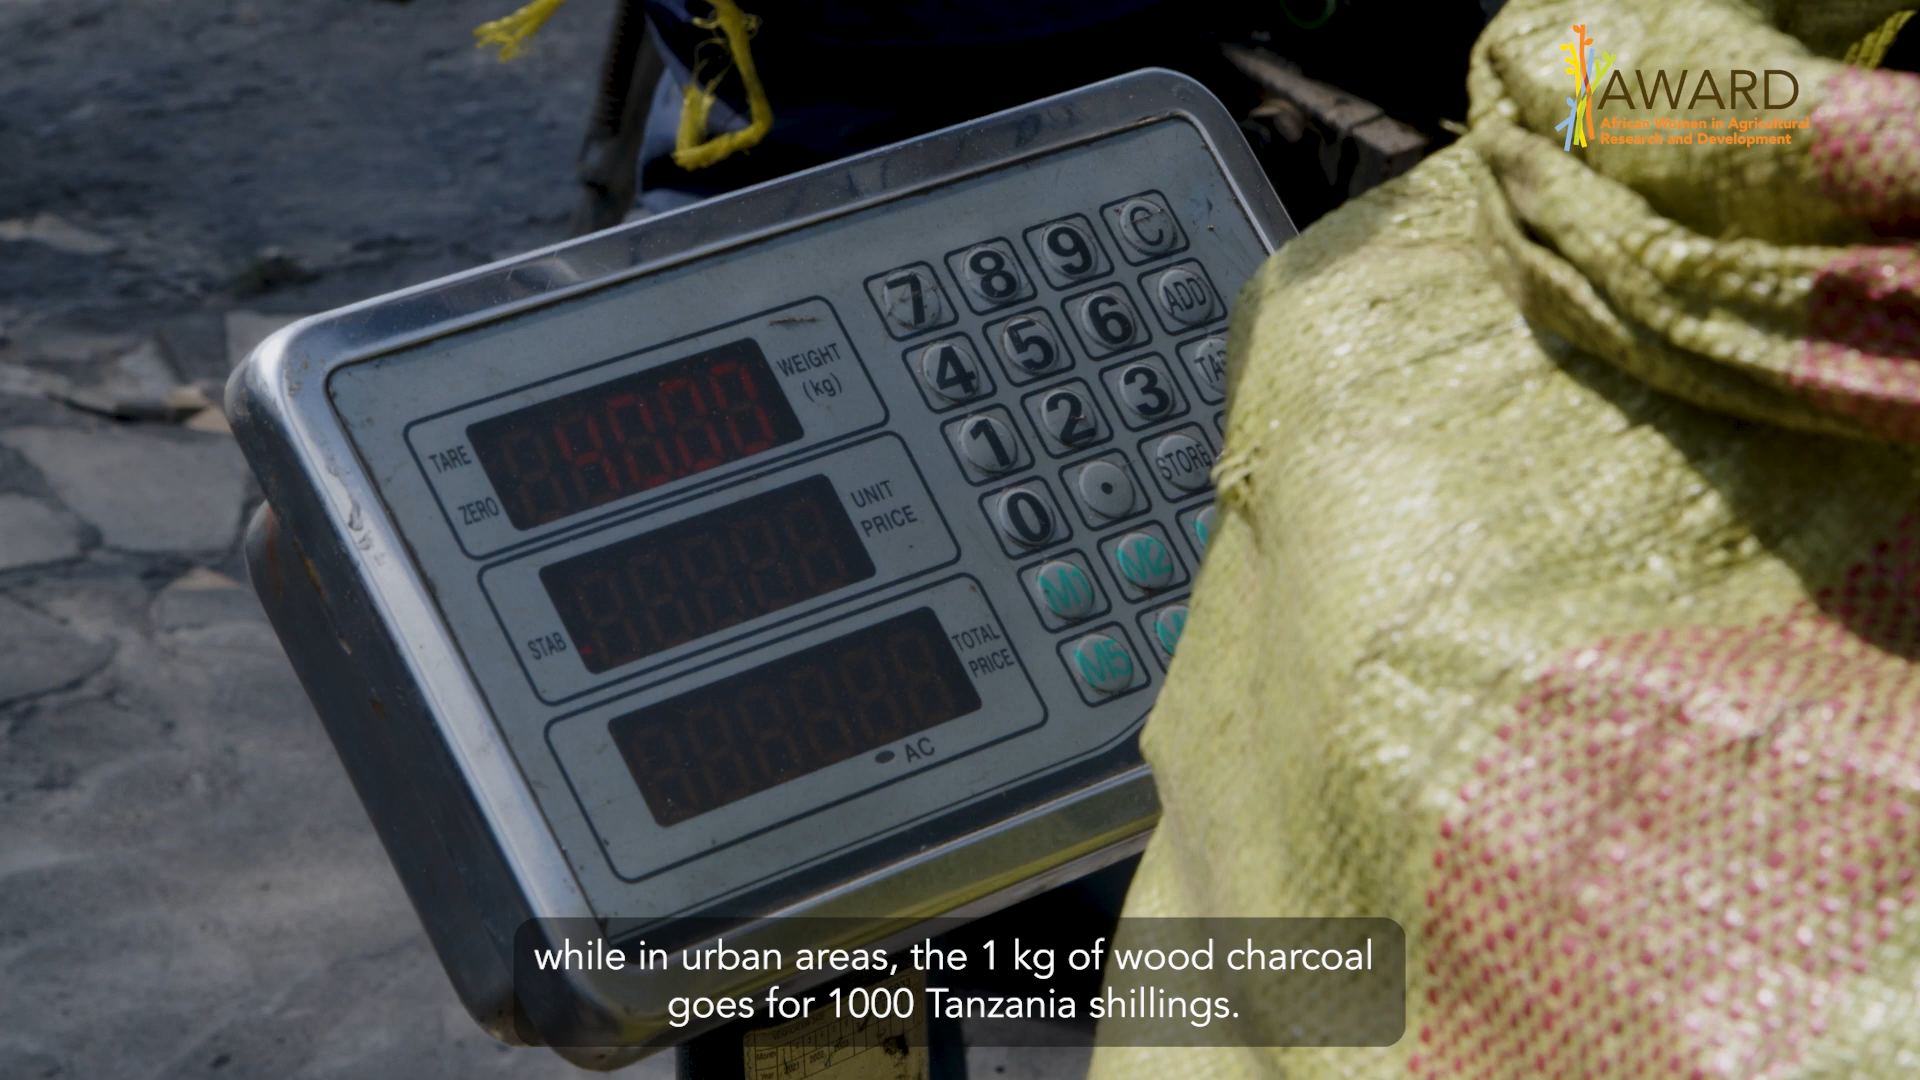 AWARD
African Women in Agricultural
Research and Development
7 8 9 C
4 5 6 ADD
1 2 3
0 . STORE
M1 M2
M5
WEIGHT
(kg)
TARE
ZERO
40.00
UNIT
PRICE
STAB
TOTAL
PRICE
AC
while in urban areas, the 1 kg of wood charcoal
goes for 1000 Tanzania shillings.